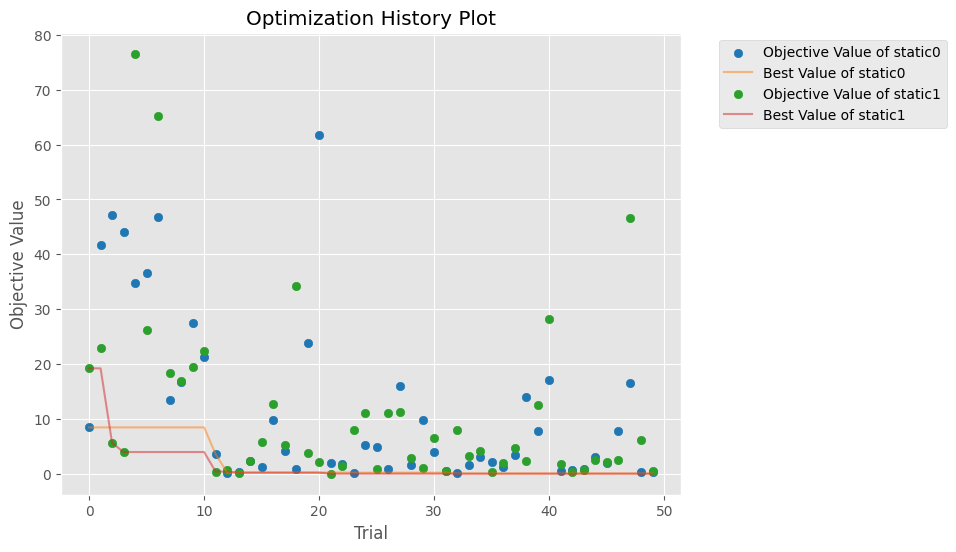 Optimization History Plot
Objective Value of static0
Best Value of static0
Objective Value of static1
Best Value of static1
Objective Value
80
70
60
50
40
30
20
10
0
0 10 20 30 40 50
Trial